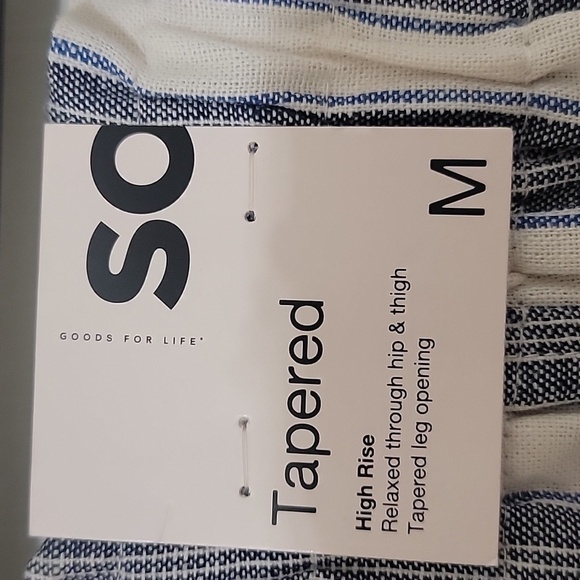 SO
GOODS FOR LIFE*
Tapered
M
High Rise
Relaxed through hip & thigh
Tapered leg opening